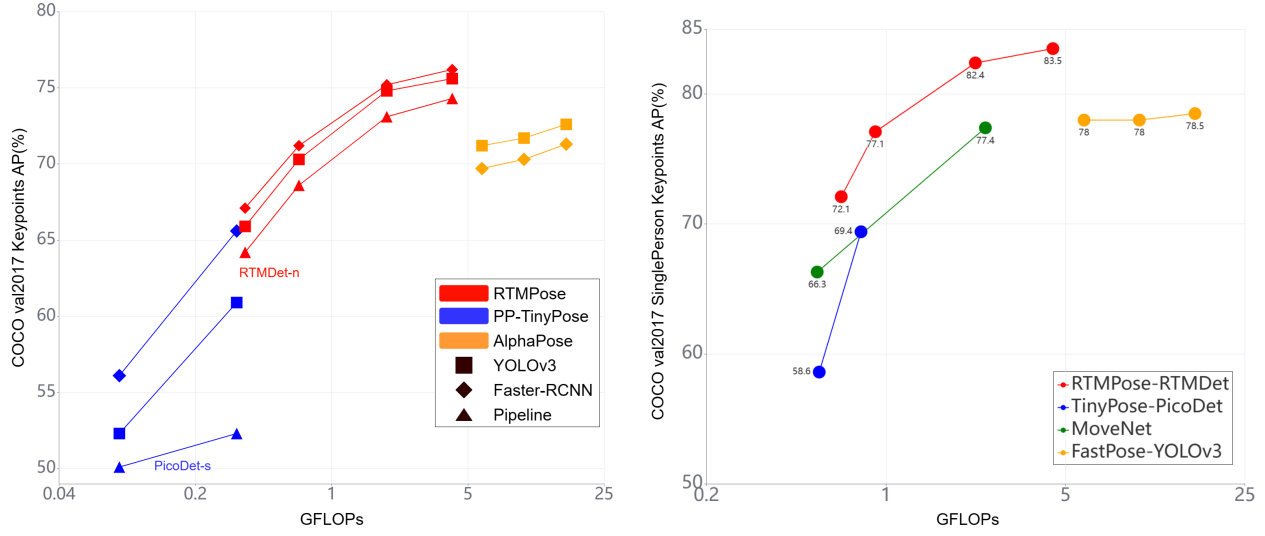 COCO val2017 Keypoints AP(%)
80
75
70
65
60
55
50
0.04
0.2
1
5
25
GFLOPs
RTMDet-n
PicoDet-s
RTMPose
PP-TinyPose
AlphaPose
YOLOv3
Faster-RCNN
Pipeline
COCO val2017 SinglePerson Keypoints AP(%)
85
80
70
60
50
0.2
1
5
25
GFLOPs
72.1
77.1
82.4
83.5
58.6
69.4
66.3
77.4
78
78
78.5
RTMPose-RTMDet
TinyPose-PicoDet
MoveNet
FastPose-YOLOv3